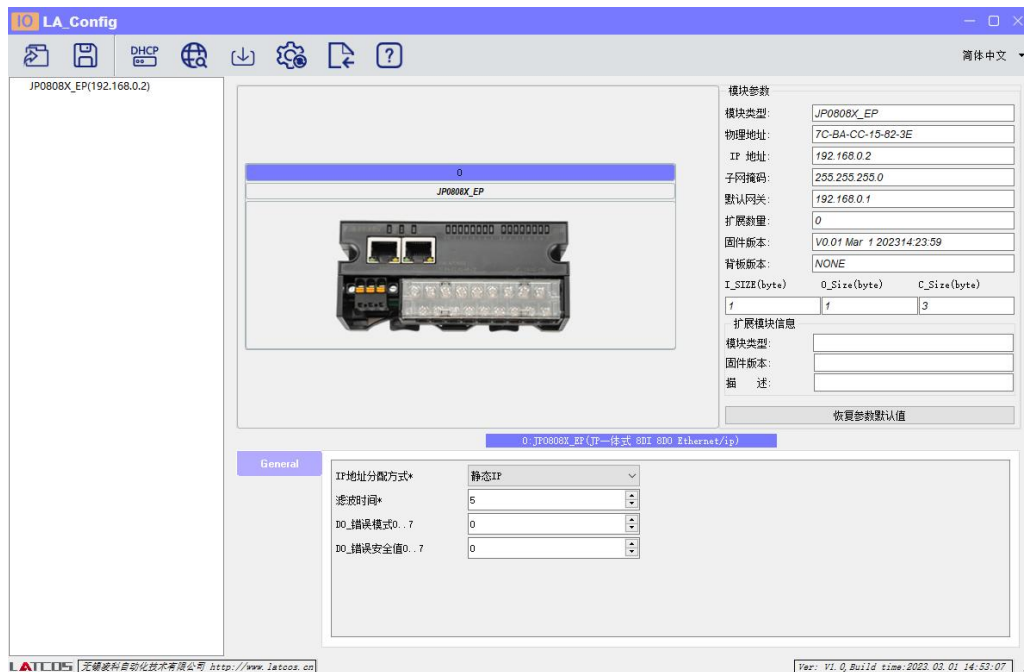 IO LA_Config
DHCP
简体中文
JP0808X_EP(192.168.0.2)
0
JP0808X_EP
模块参数
模块类型: JP0808X_EP
物理地址: 7C-BA-CC-15-82-3E
IP 地址: 192.168.0.2
子网掩码: 255.255.255.0
默认网关: 192.168.0.1
扩展数量: 0
固件版本: V0.01 Mar 1 202314:23:59
背板版本: NONE
I_SIZE(byte) O_Size(byte) C_Size(byte)
1 1 3
扩展模块信息
模块类型:
固件版本:
描 述:
恢复参数默认值
0:JP0808X_EP(JP一体式 8DI 8DO Ethernet/ip)
General
IP地址分配方式* 静态IP
滤波时间* 5
DO_错误模式0..7 0
DO_错误安全值0..7 0
LATCOS 无锡凌科自动化技术有限公司 http://www.latcos.cn
Ver: V1.0,Build time:2023.03.01 14:53:07